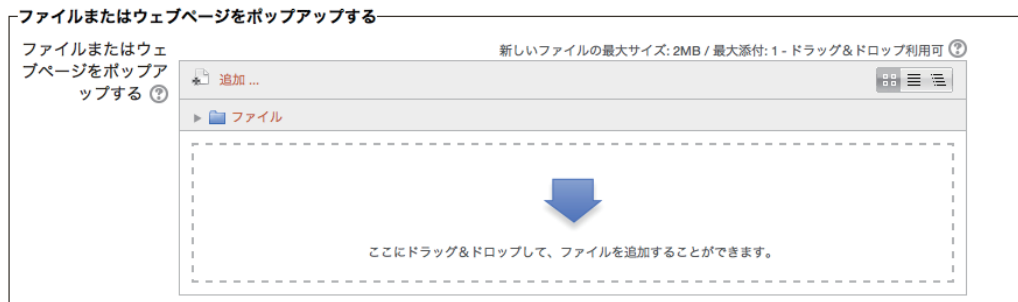 ファイルまたはウェブページをポップアップする
ファイルまたはウェ
ブページをポップア
ップする
新しいファイルの最大サイズ: 2MB / 最大添付: 1 - ドラッグ＆ドロップ利用可
追加 ...
ファイル
ここにドラッグ＆ドロップして、ファイルを追加することができます。